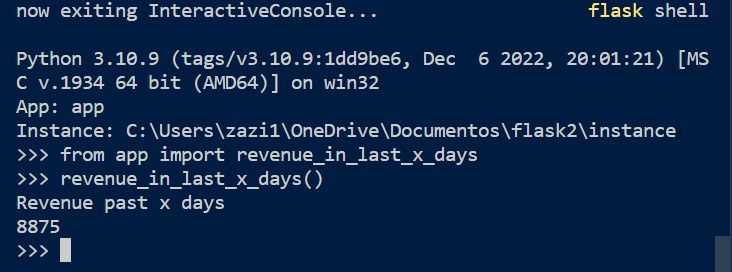 now exiting InteractiveConsole... flask shell
Python 3.10.9 (tags/v3.10.9:1dd9be6, Dec  6 2022, 20:01:21) [MS
C v.1934 64 bit (AMD64)] on win32
App: app
Instance: C:\Users\zazi1\OneDrive\Documentos\flask2\instance
>>> from app import revenue_in_last_x_days
>>> revenue_in_last_x_days()
Revenue past x days
8875
>>>